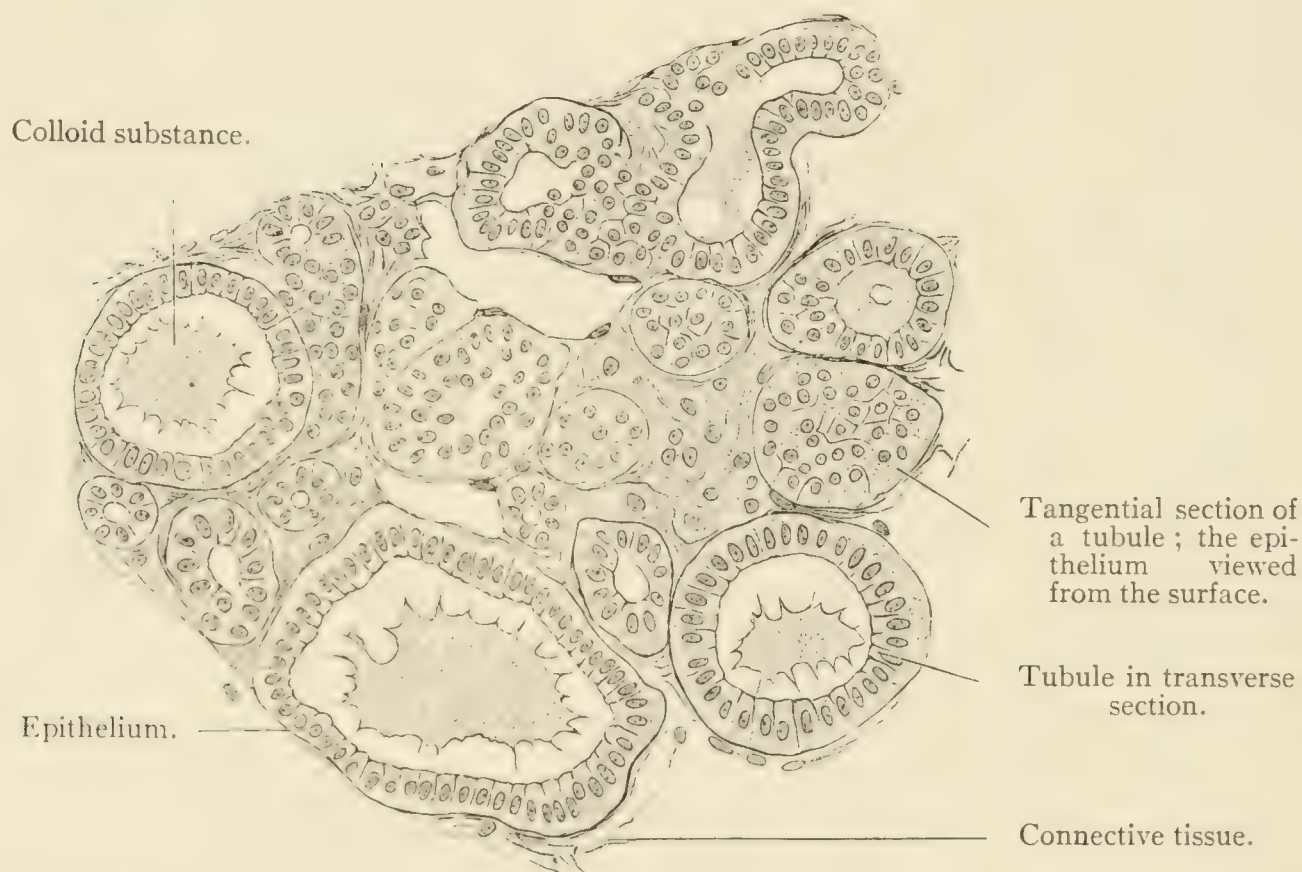 Colloid substance.
Tangential section of
a tubule ; the epi-
thelium viewed
from the surface.
Tubule in transverse
section.
Epithelium.
Connective tissue.